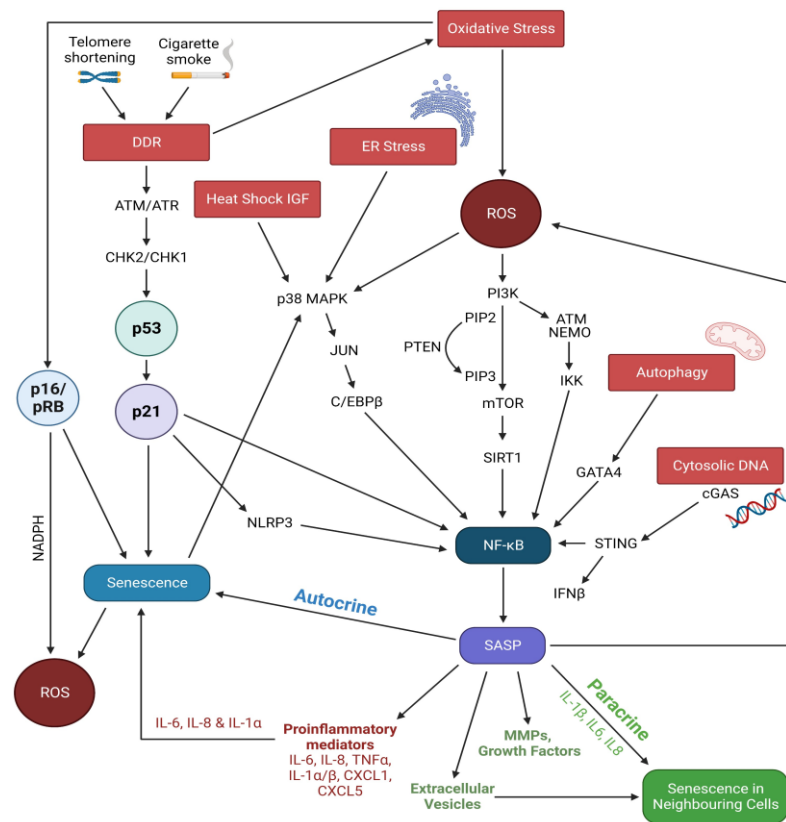 Oxidative Stress
Telomere
shortening
Cigarette
smoke
DDR
ER Stress
ATM/ATR
Heat Shock IGF
ROS
CHK2/CHK1
p38 MAPK
PI3K
p53
PIP2
ATM
NEMO
JUN
PTEN
Autophagy
p16/
pRB
p21
C/EBPβ
PIP3
IKK
mTOR
SIRT1
GATA4
Cytosolic DNA
cGAS
NADPH
NLRP3
NF-κB
STING
Senescence
IFNβ
Autocrine
SASP
ROS
Paracrine
IL-1β, IL6, IL8
IL-6, IL-8 & IL-1α
Proinflammatory
mediators
IL-6, IL-8, TNFα,
IL-1α/β, CXCL1,
CXCL5
MMPs,
Growth Factors
Extracellular
Vesicles
Senescence in
Neighbouring Cells